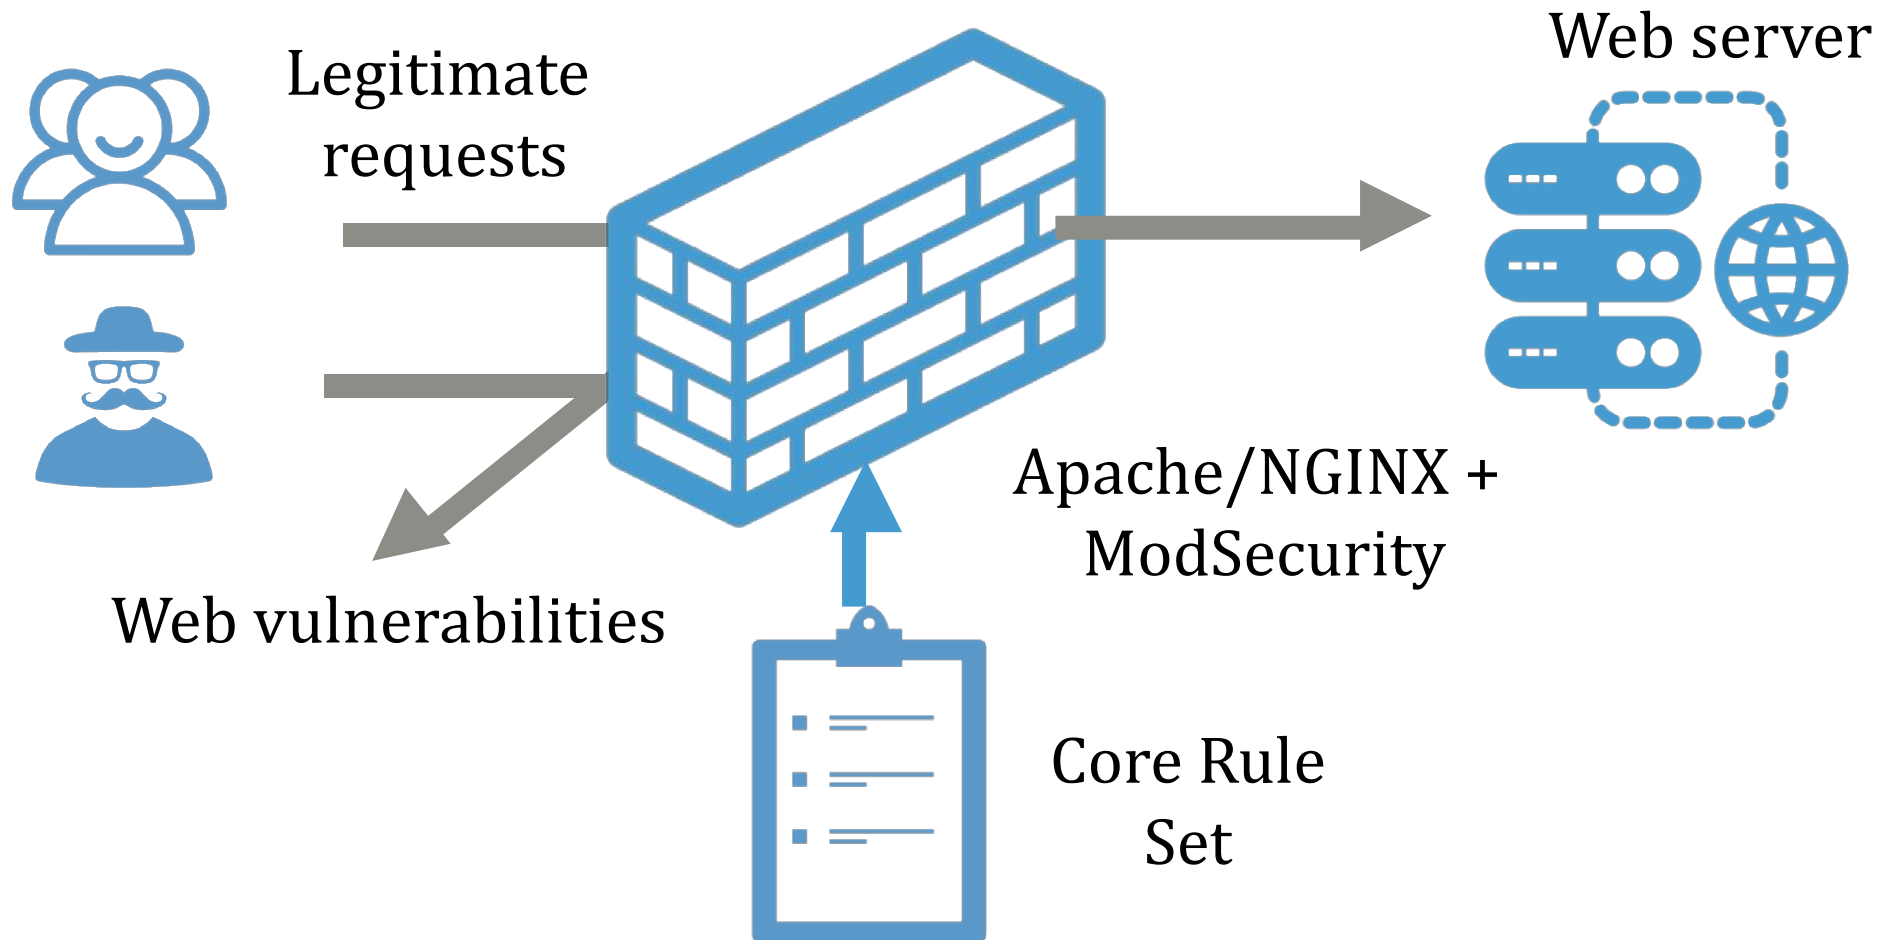 Legitimate
requests
Web server
Apache/NGINX +
ModSecurity
Web vulnerabilities
Core Rule
Set